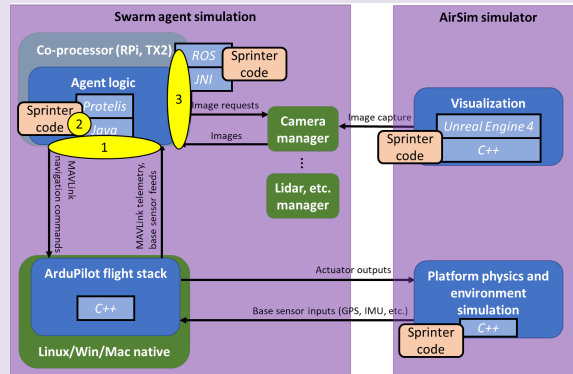 Swarm agent simulation
AirSim simulator
Co-processor (RPi, TX2)
ROS
JNI
Sprinter
code
3
Agent logic
Protelis
Java
Sprinter
code
2
1
Image requests
Images
Camera
manager
Image capture
Visualization
Unreal Engine 4
C++
Sprinter
code
Lidar, etc.
manager
MAVLink
navigation commands
MAVLink telemetry,
base sensor feeds
ArduPilot flight stack
C++
Linux/Win/Mac native
Actuator outputs
Base sensor inputs (GPS, IMU, etc.)
Platform physics and
environment
simulation
C++
Sprinter
code